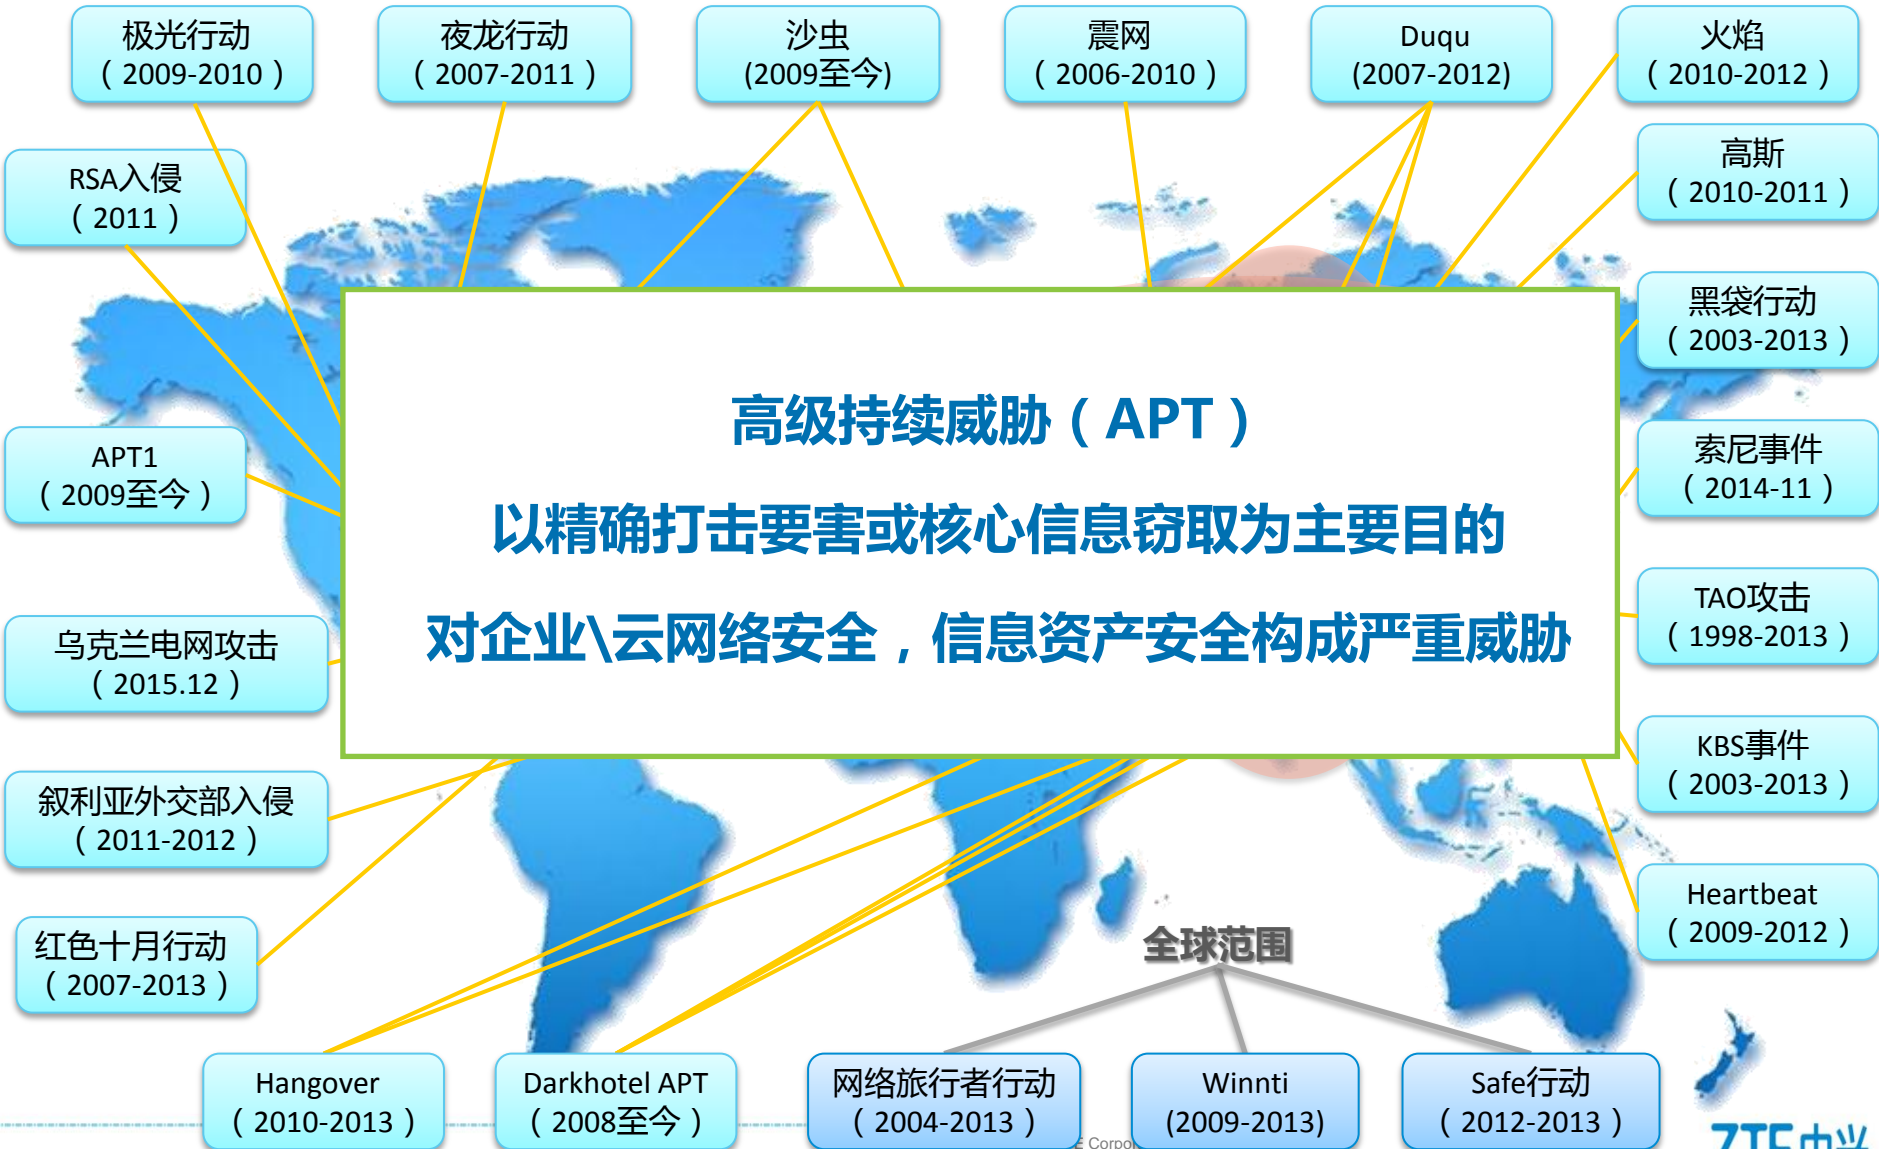 极光行动
（2009-2010）
夜龙行动
（2007-2011）
沙虫
(2009至今)
震网
（2006-2010）
Duqu
(2007-2012)
火焰
（2010-2012）
RSA入侵
（2011）
高斯
（2010-2011）
黑袋行动
（2003-2013）
高级持续威胁（APT）
以精确打击要害或核心信息窃取为主要目的
对企业\云网络安全，信息资产安全构成严重威胁
APT1
（2009至今）
索尼事件
（2014-11）
乌克兰电网攻击
（2015.12）
TAO攻击
（1998-2013）
叙利亚外交部入侵
（2011-2012）
KBS事件
（2003-2013）
红色十月行动
（2007-2013）
Heartbeat
（2009-2012）
全球范围
Hangover
（2010-2013）
Darkhotel APT
（2008至今）
网络旅行者行动
（2004-2013）
Winnti
(2009-2013)
Safe行动
（2012-2013）
ZTE中兴